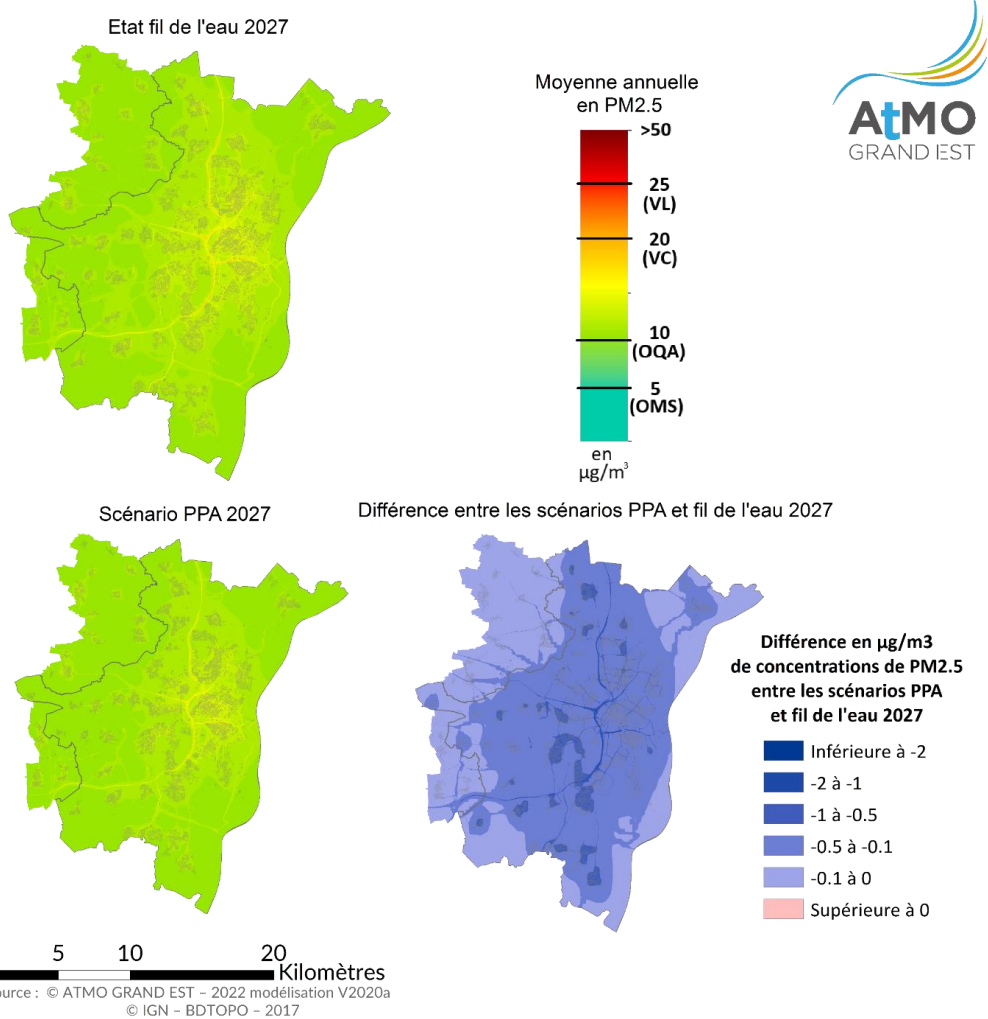 Etat fil de l'eau 2027
Moyenne annuelle
en PM2.5
>50
25
(VL)
20
(VC)
10
(OQA)
5
(OMS)
en
µg/m³
AtMO
GRAND EST
Scénario PPA 2027
Différence entre les scénarios PPA et fil de l'eau 2027
Différence en µg/m3
de concentrations de PM2.5
entre les scénarios PPA
et fil de l'eau 2027
Inférieure à -2
-2 à -1
-1 à -0.5
-0.5 à -0.1
-0.1 à 0
Supérieure à 0
5 10 20
Kilomètres
ource : © ATMO GRAND EST – 2022 modélisation V2020a
© IGN – BDTOPO – 2017